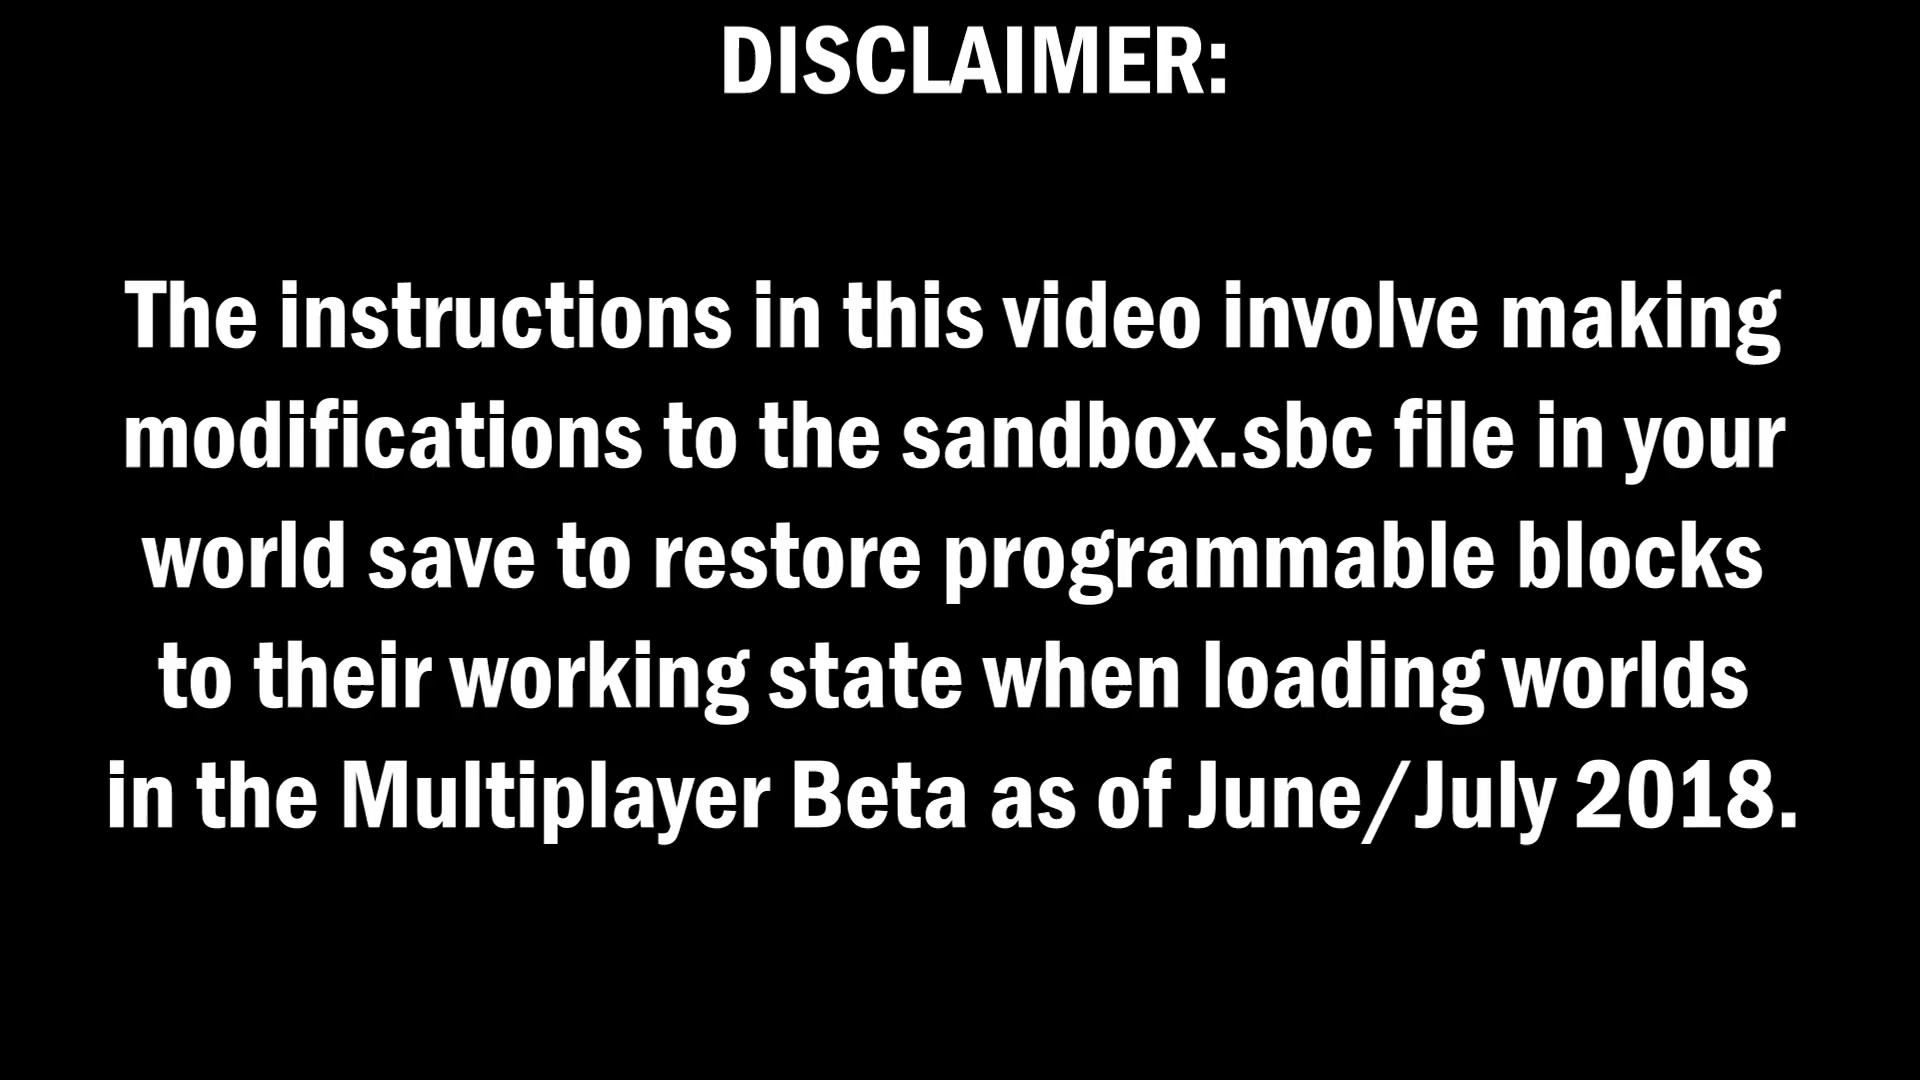 DISCLAIMER:
The instructions in this video involve making
modifications to the sandbox.sbc file in your
world save to restore programmable blocks
to their working state when loading worlds
in the Multiplayer Beta as of June/July 2018.